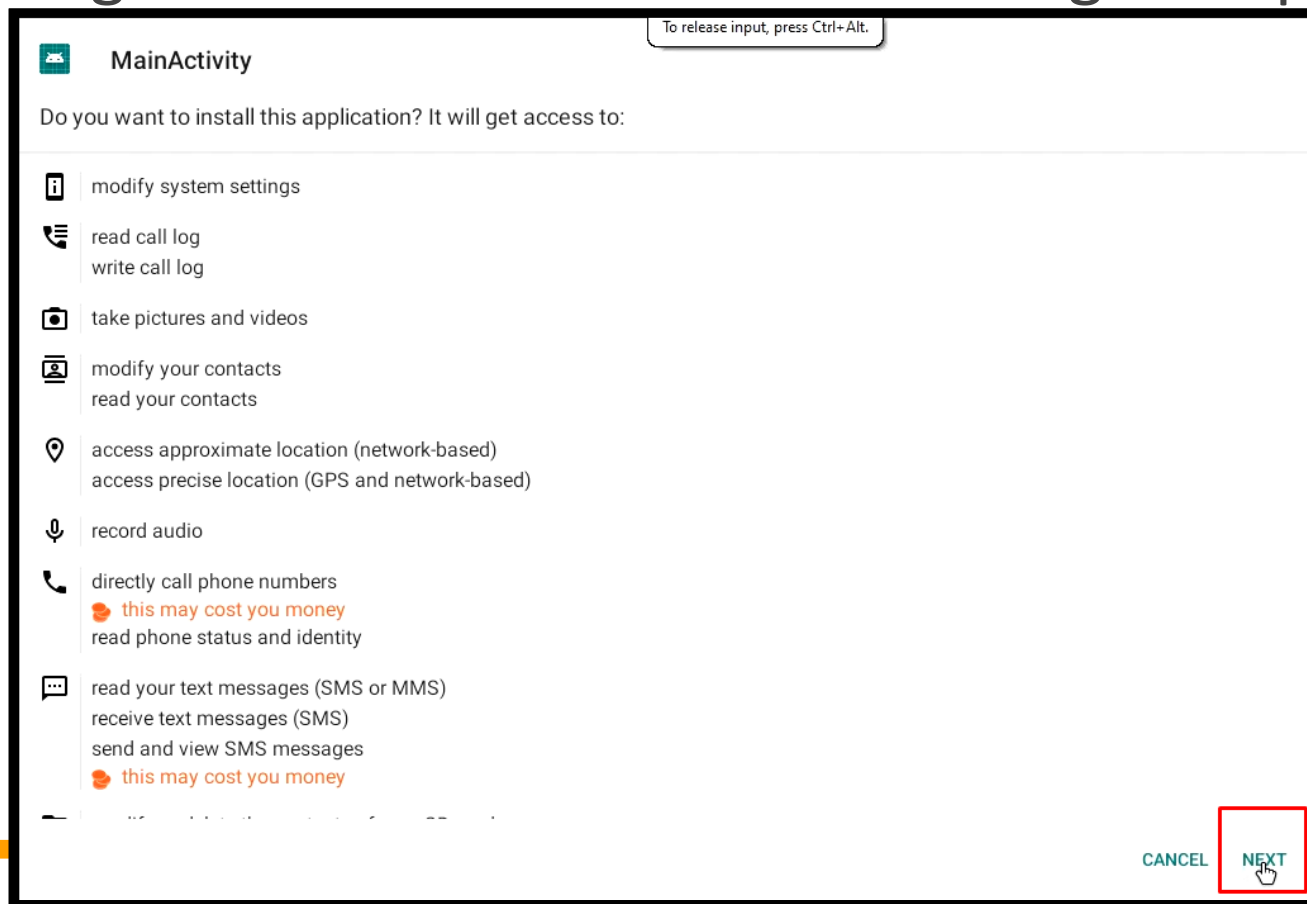 To release input, press Ctrl+Alt.
MainActivity
Do you want to install this application? It will get access to:
modify system settings
read call log
write call log
take pictures and videos
modify your contacts
read your contacts
access approximate location (network-based)
access precise location (GPS and network-based)
record audio
directly call phone numbers
this may cost you money
read phone status and identity
read your text messages (SMS or MMS)
receive text messages (SMS)
send and view SMS messages
this may cost you money
CANCEL NEXT